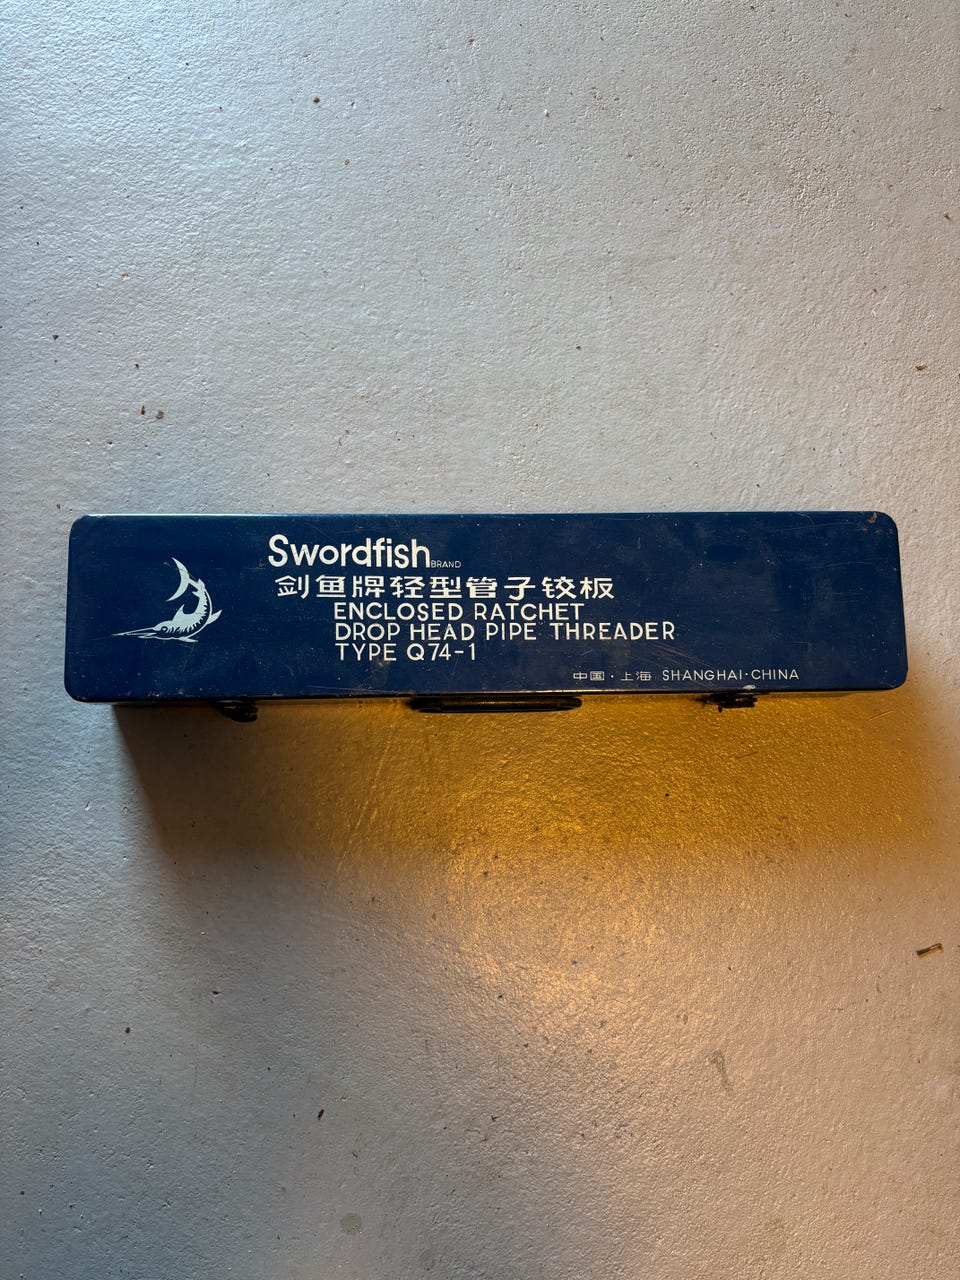 Swordfish BRAND
剑鱼牌轻型管子铰板
ENCLOSED RATCHET
DROP HEAD PIPE THREADER
TYPE Q74-1
中国·上海 SHANGHAI·CHINA